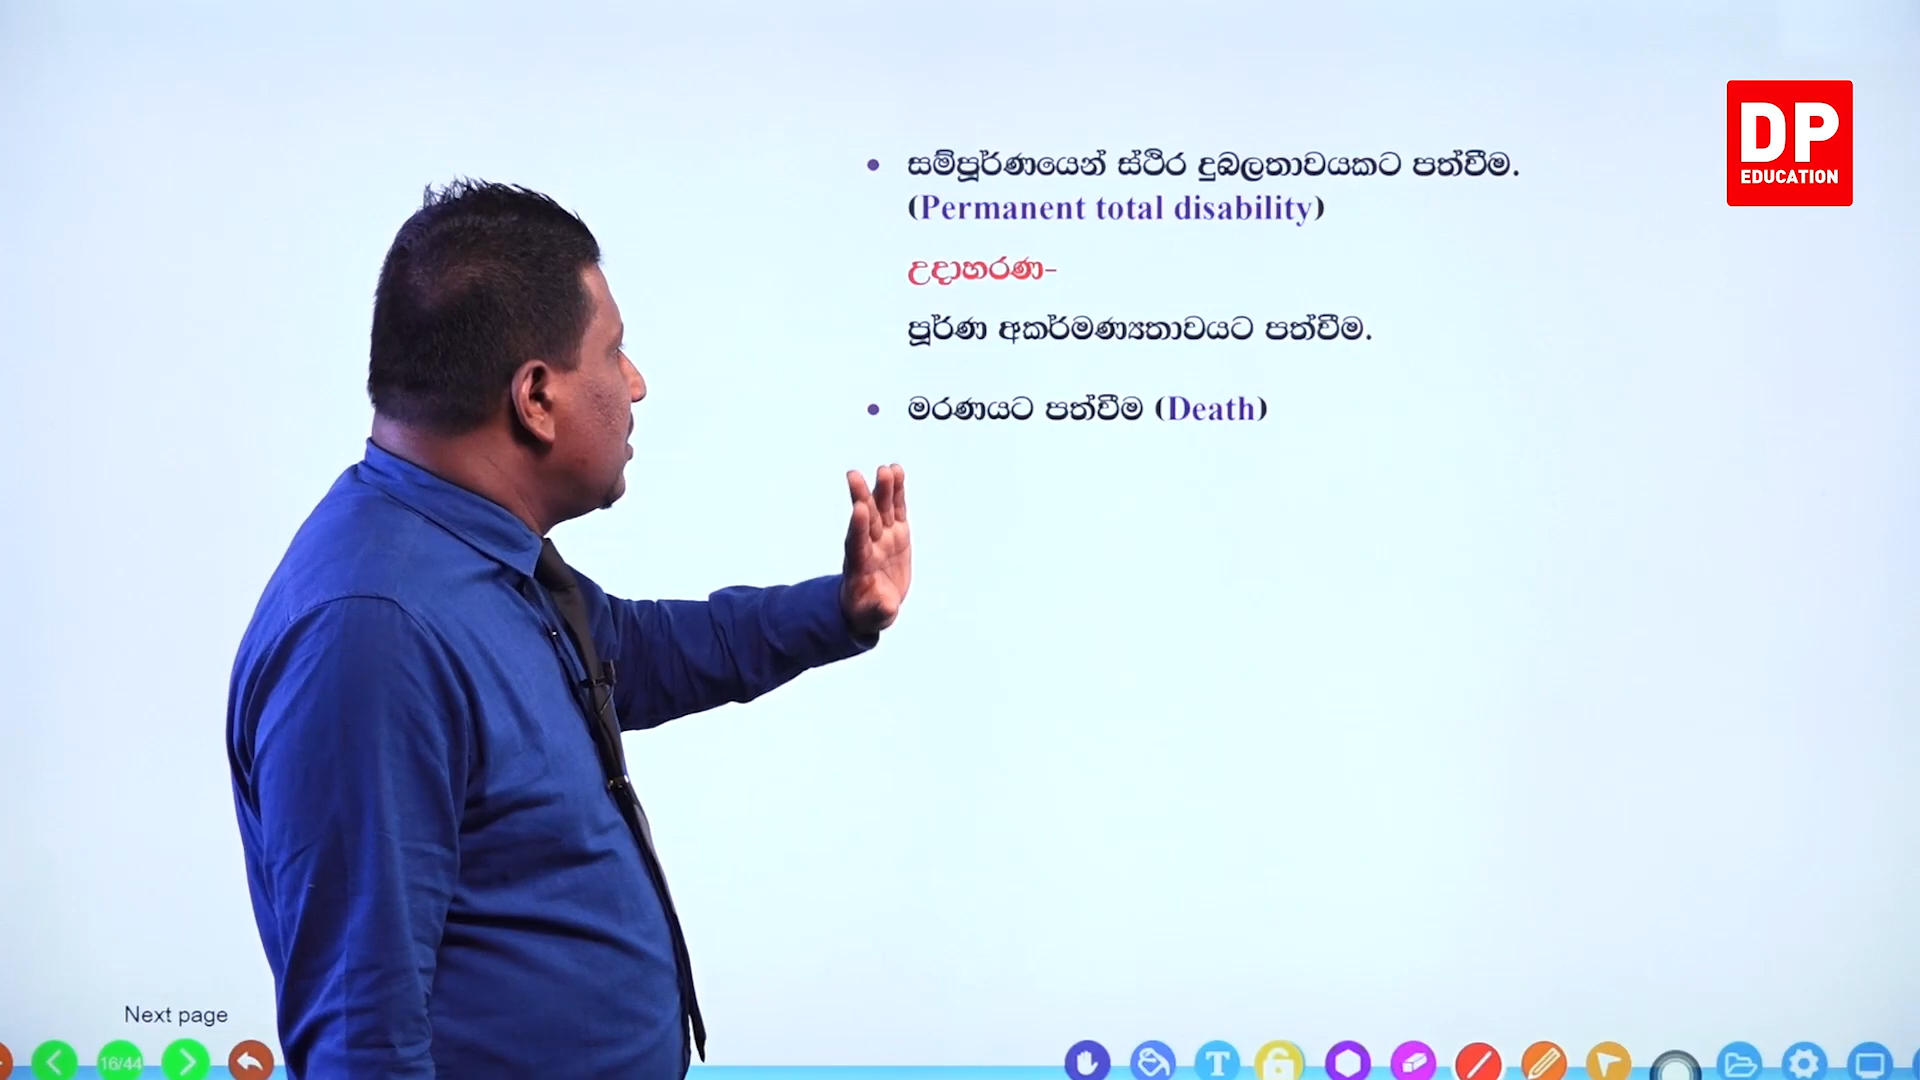 DP
EDUCATION
• සම්පූර්ණයෙන් ස්ථිර දුබලතාවයකට පත්වීම.
(Permanent total disability)
උදාහරණ-
පූර්ණ අකර්මණ්‍යතාවයට පත්වීම.
• මරණයට පත්වීම (Death)
Next page
16/44
T